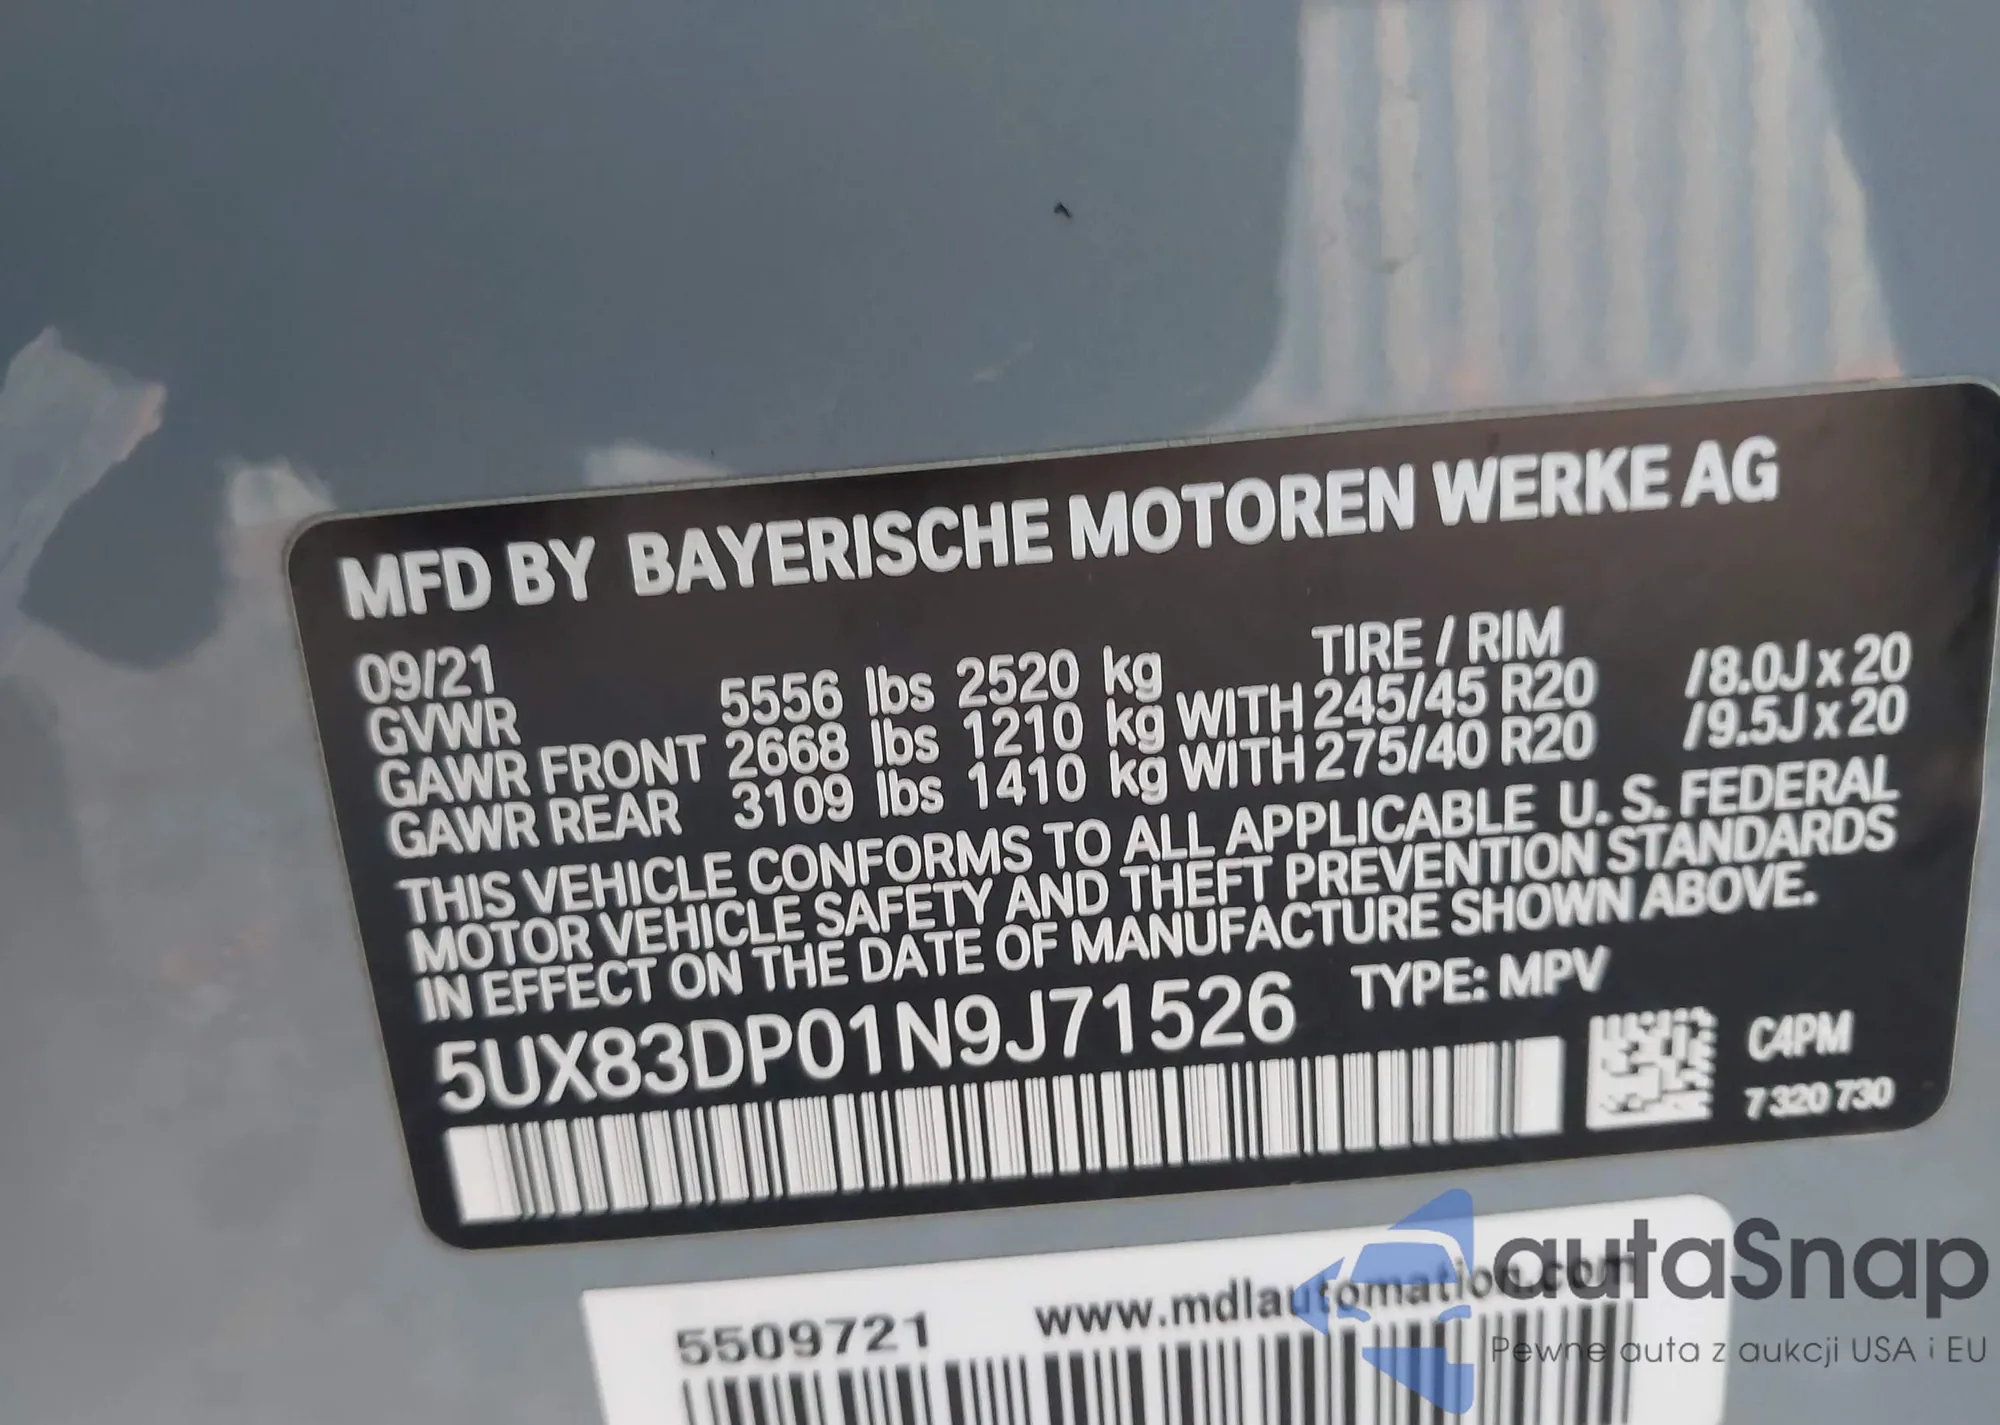 MFD BY BAYERISCHE MOTOREN WERKE AG
09/21 TIRE / RIM
GVWR 5556 lbs 2520 kg
GAWR FRONT 2668 lbs 1210 kg WITH 245/45 R20 /8.0J x 20
GAWR REAR 3109 lbs 1410 kg WITH 275/40 R20 /9.5J x 20
THIS VEHICLE CONFORMS TO ALL APPLICABLE U. S. FEDERAL
MOTOR VEHICLE SAFETY AND THEFT PREVENTION STANDARDS
IN EFFECT ON THE DATE OF MANUFACTURE SHOWN ABOVE.
5UX83DP01N9J71526 TYPE: MPV
C4PM
7 320 730
5509721 www.mdlautomation.com
autaSnap
Pewne auta z aukcji USA i EU